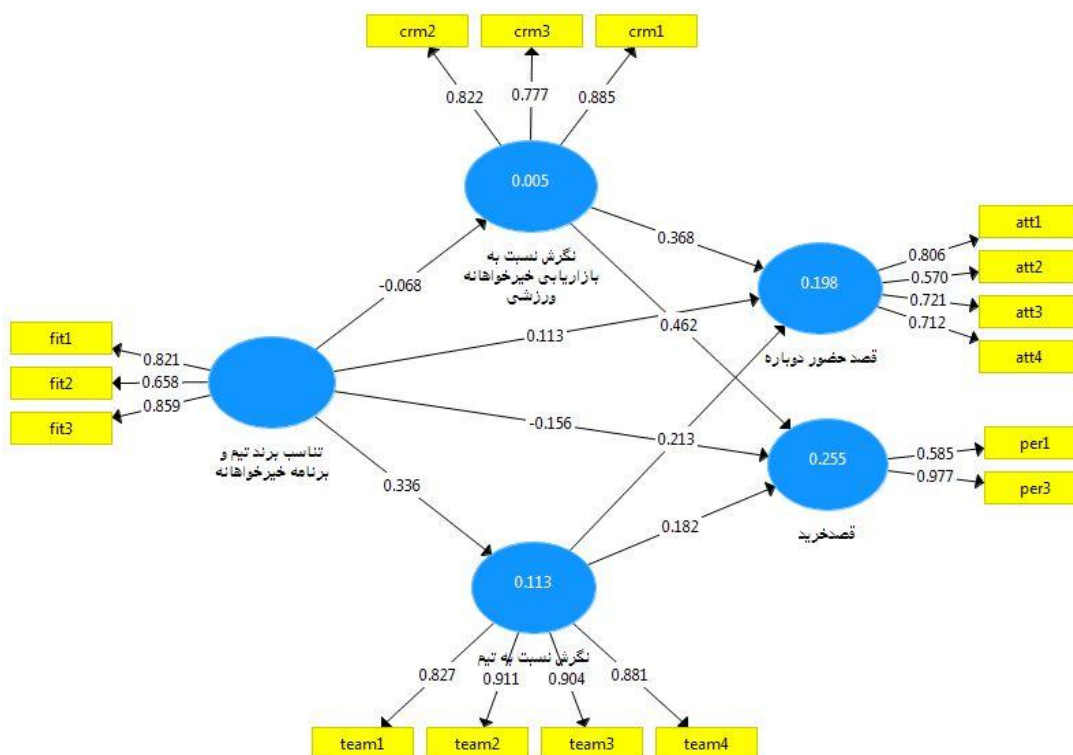 crm2
crm3
crm1
0.822
0.777
0.885
0.005
نگرش نسبت به
بازاریابی خیرخواهانه
ورزشی
-0.068
0.368
0.462
0.113
att1
att2
att3
att4
0.806
0.570
0.721
0.712
0.198
قصد حضور دوباره
fit1
fit2
fit3
0.821
0.658
0.859
تناسب برند تیم و
برنامه خیرخواهانه
-0.156
0.213
0.336
0.182
0.255
قصدخرید
per1
per3
0.585
0.977
0.113
نگرش نسبت به تیم
0.827
0.911
0.904
0.881
team1
team2
team3
team4